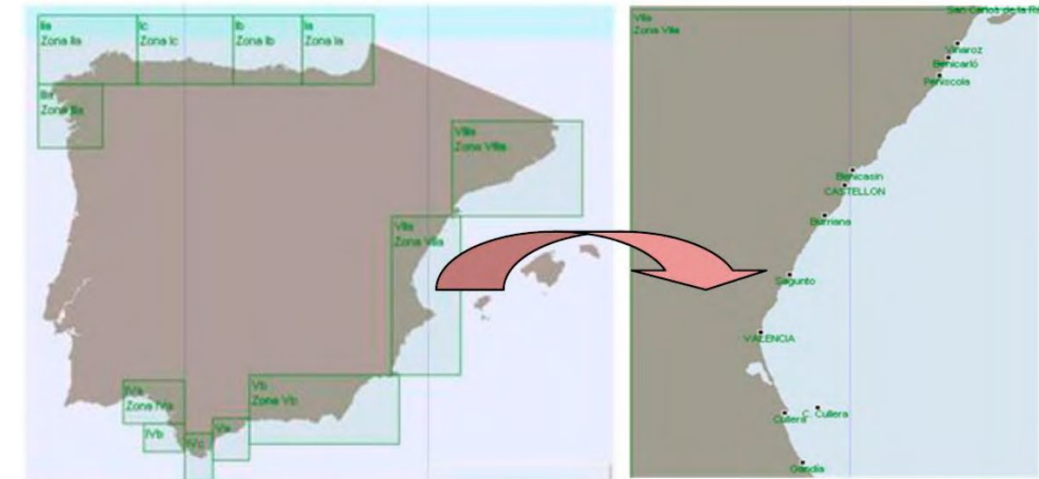 IIa
Zona IIa
Ic
Zona Ic
Ib
Zona Ib
Ia
Zona Ia
IIIa
Zona IIIa
VIIIa
Zona VIIIa
VIIa
Zona VIIa
Vb
Zona Vb
IVa
Zona IVa
IVb
IVc
Va
VIIa
Zona VIIa
San Carlos de la
Vinaroz
Benicarló
Peñiscola
Benicasin
CASTELLON
Burriana
Sagunto
VALENCIA
C. Cullera
Cullera
Gandía